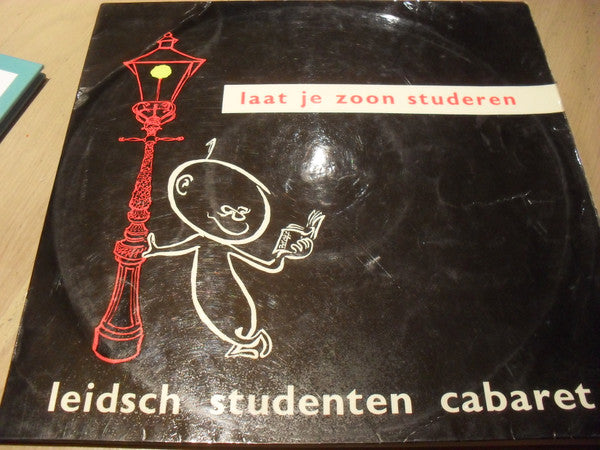 laat je zoon studeren
leidsch studenten cabaret